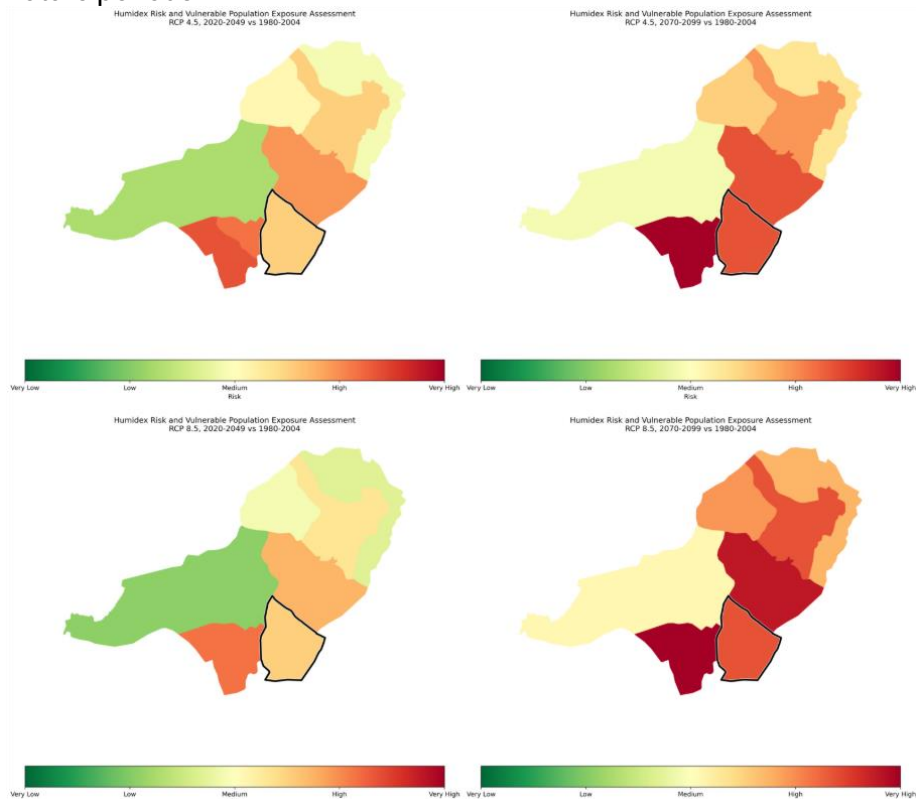 Humidex Risk and Vulnerable Population Exposure Assessment
RCP 4.5, 2020-2049 vs 1980-2004
Humidex Risk and Vulnerable Population Exposure Assessment
RCP 4.5, 2070-2099 vs 1980-2004
Very Low Low Medium High Very High
Risk
Very Low Low Medium High Very High
Risk
Humidex Risk and Vulnerable Population Exposure Assessment
RCP 8.5, 2020-2049 vs 1980-2004
Humidex Risk and Vulnerable Population Exposure Assessment
RCP 8.5, 2070-2099 vs 1980-2004
Very Low Low Medium High Very High
Very Low Low Medium High Very High